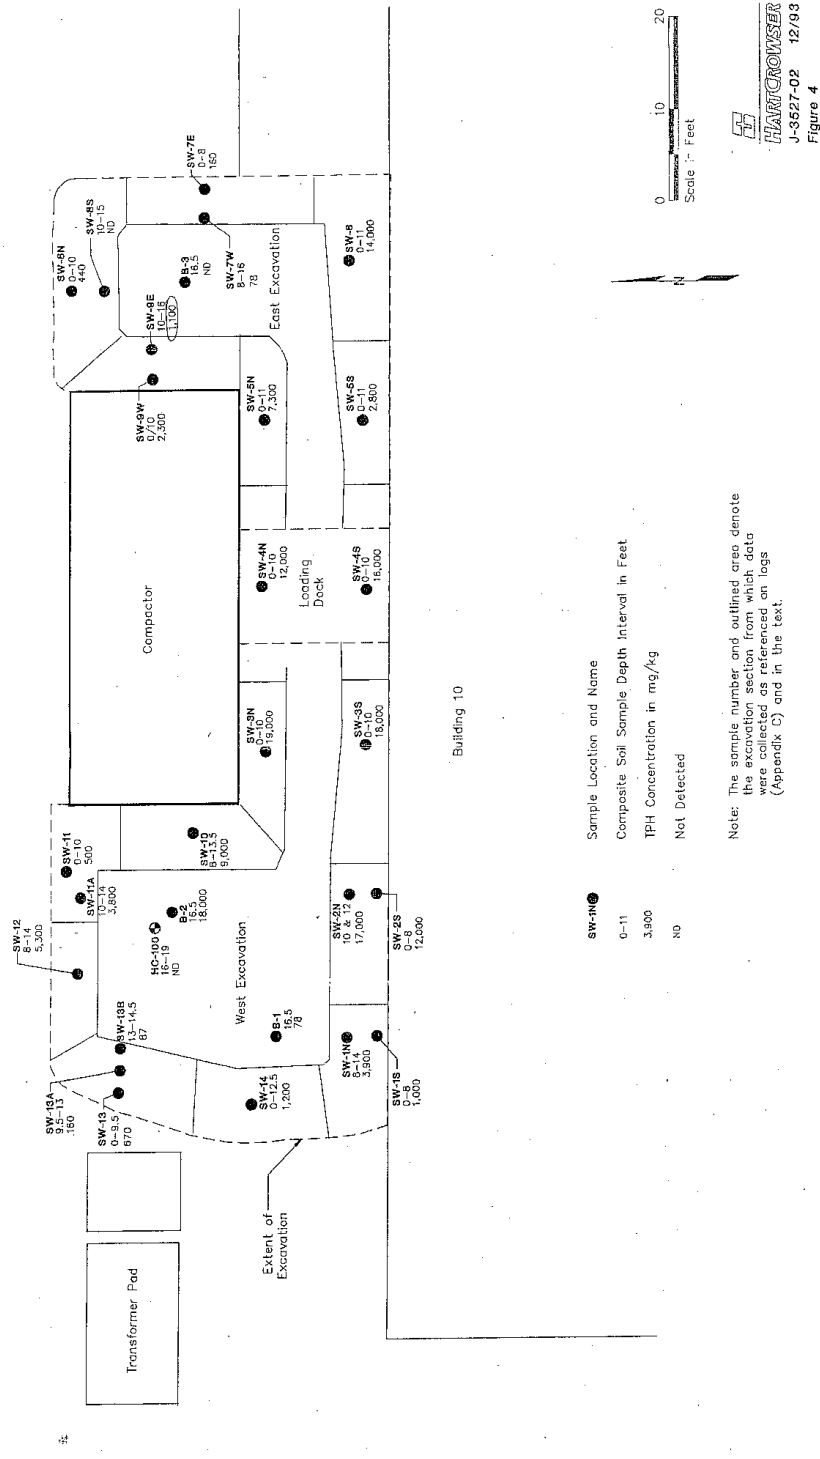 SW-13A
9.5-13
160
SW-13
0-9.5
670
SW-13B
13-14.5
87
SW-12
8-14
5,300
SW-11
0-10
500
SW-11A
10-14
3,800
SW-10
8-13.5
9,000
HC-100
16-19
ND
B-2
16.5
18,000
West Excavation
B-1
16.5
78
SW-14
0-12.5
1,200
SW-1N
8-14
3,900
SW-1S
0-8
1,000
SW-2N
10 & 12
17,000
SW-2S
0-8
12,000
SW-3N
0-10
19,000
SW-3S
0-10
18,000
Compactor
SW-4N
0-10
12,000
Loading
Dock
SW-4S
0-10
16,000
SW-5N
0-11
7,300
SW-5S
0-11
2,800
SW-9W
0/10
2,300
SW-9E
10-16
1,100
SW-8N
0-10
440
SW-8S
10-15
ND
B-3
16.5
ND
SW-7W
8-16
78
SW-7E
0-8
160
East Excavation
SW-6
0-11
14,000
Transformer Pad
Extent of
Excavation
Building 10
SW-1N Sample Location and Name
0-11 Composite Soil Sample Depth Interval in Feet
3,900 TPH Concentration in mg/kg
ND Not Detected
Note: The sample number and outlined area denote
the excavation section from which data
were collected as referenced on logs
(Appendix C) and in the text.
N
0 10 20
Scale in Feet
HARTCROWSER
J-3527-02 12/93
Figure 4